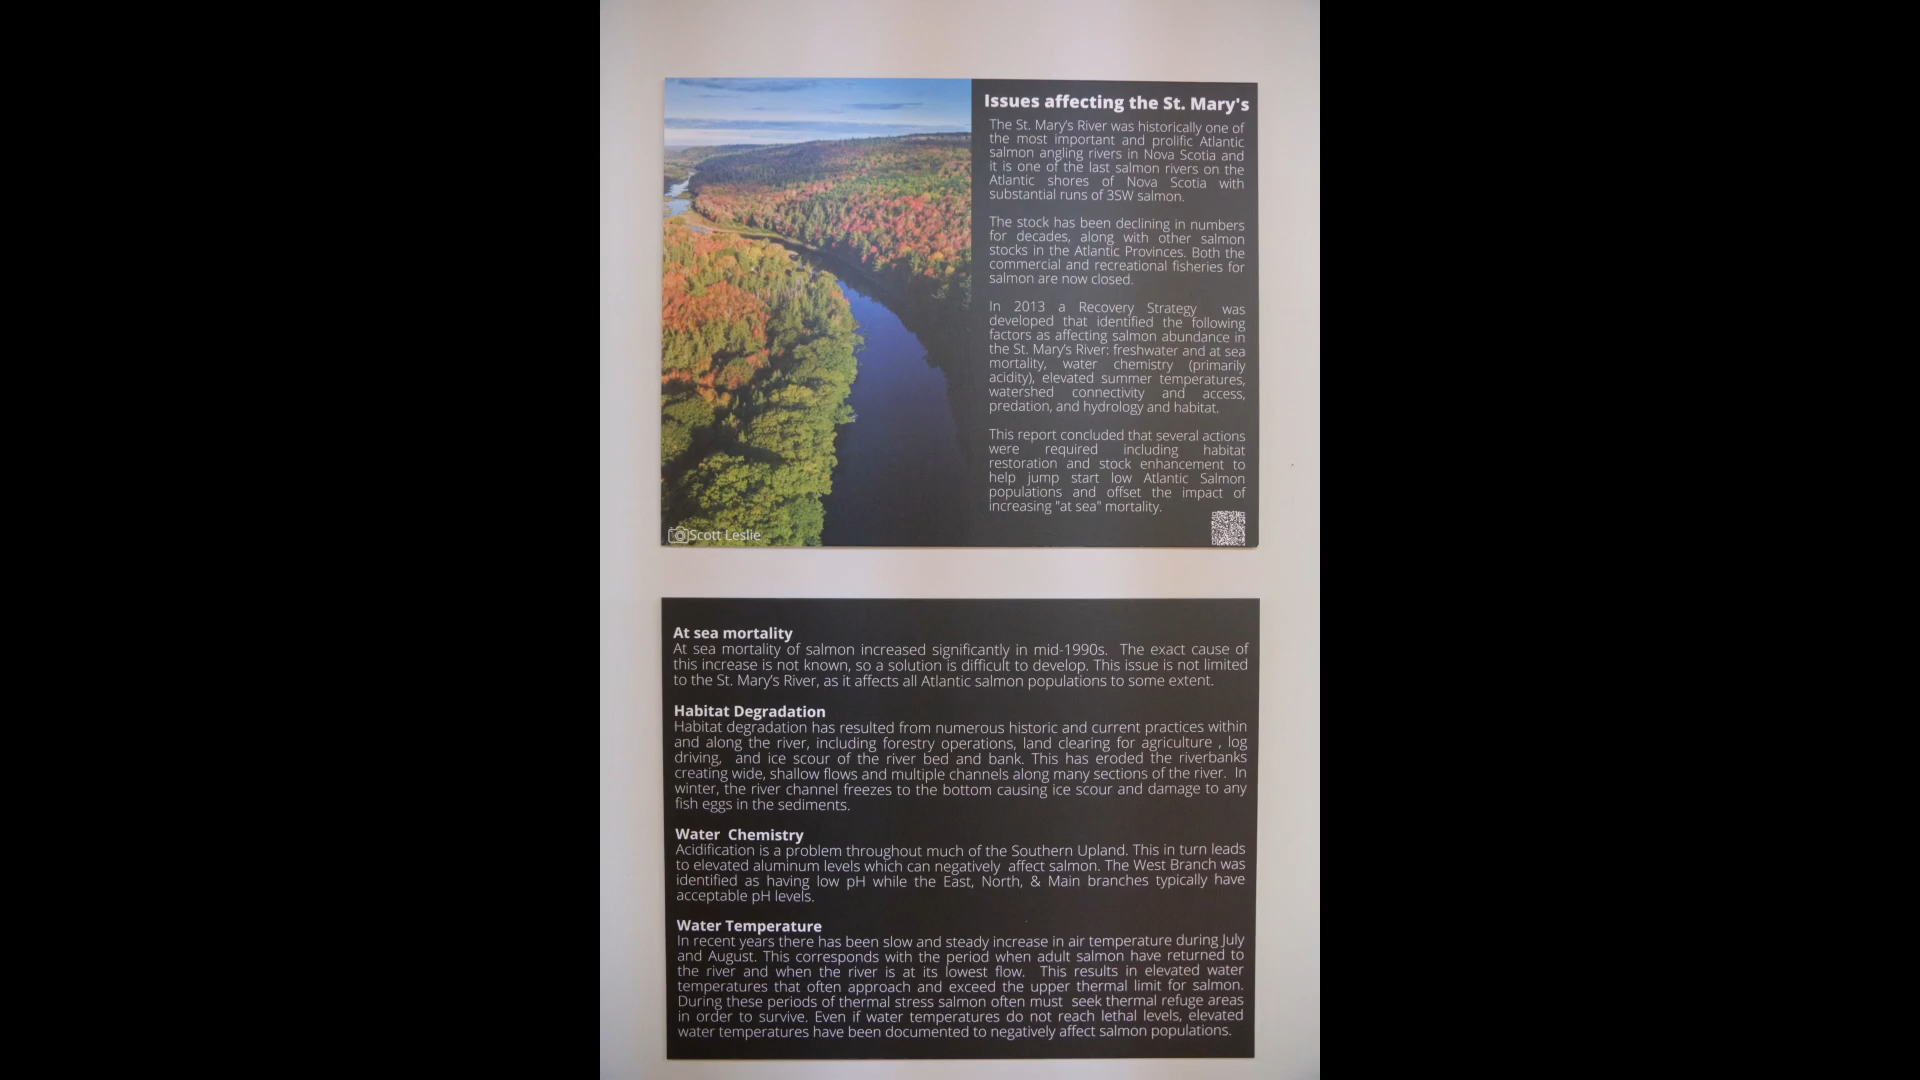 Issues affecting the St. Mary's
The St. Mary's River was historically one of
the most important and prolific Atlantic
salmon angling rivers in Nova Scotia and
it is one of the last salmon rivers on the
Atlantic shores of Nova Scotia with
substantial runs of 3SW salmon.
The stock has been declining in numbers
for decades, along with other salmon
stocks in the Atlantic Provinces. Both the
commercial and recreational fisheries for
salmon are now closed.
In 2013 a Recovery Strategy was
developed that identified the following
factors as affecting salmon abundance in
the St. Mary's River: freshwater and at sea
mortality, water chemistry (primarily
acidity), elevated summer temperatures,
watershed connectivity and access,
predation, and hydrology and habitat.
This report concluded that several actions
were required including habitat
restoration and stock enhancement to
help jump start low Atlantic Salmon
populations and offset the impact of
increasing "at sea" mortality.
Scott Leslie
At sea mortality
At sea mortality of salmon increased significantly in mid-1990s. The exact cause of
this increase is not known, so a solution is difficult to develop. This issue is not limited
to the St. Mary's River, as it affects all Atlantic salmon populations to some extent.
Habitat Degradation
Habitat degradation has resulted from numerous historic and current practices within
and along the river, including forestry operations, land clearing for agriculture , log
driving, and ice scour of the river bed and bank. This has eroded the riverbanks
creating wide, shallow flows and multiple channels along many sections of the river. In
winter, the river channel freezes to the bottom causing ice scour and damage to any
fish eggs in the sediments.
Water Chemistry
Acidification is a problem throughout much of the Southern Upland. This in turn leads
to elevated aluminum levels which can negatively affect salmon. The West Branch was
identified as having low pH while the East, North, & Main branches typically have
acceptable pH levels.
Water Temperature
In recent years there has been slow and steady increase in air temperature during July
and August. This corresponds with the period when adult salmon have returned to
the river and when the river is at its lowest flow. This results in elevated water
temperatures that often approach and exceed the upper thermal limit for salmon.
During these periods of thermal stress salmon often must seek thermal refuge areas
in order to survive. Even if water temperatures do not reach lethal levels, elevated
water temperatures have been documented to negatively affect salmon populations.